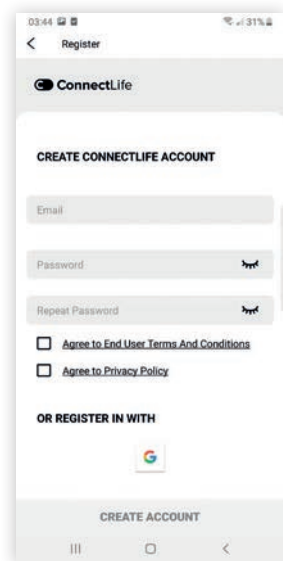 03:44 31%
Register
ConnectLife
CREATE CONNECTLIFE ACCOUNT
Email
Password
Repeat Password
Agree to End User Terms And Conditions
Agree to Privacy Policy
OR REGISTER IN WITH
G
CREATE ACCOUNT